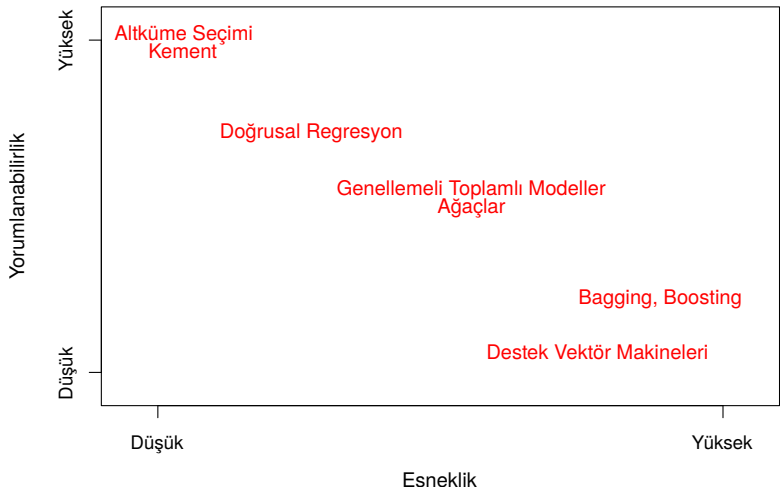 Yüksek
Altküme Seçimi
Kement
Doğrusal Regresyon
Yorumlanabilirlik
Genellemeli Toplamlı Modeller
Ağaçlar
Bagging, Boosting
Destek Vektör Makineleri
Düşük
Düşük
Yüksek
Esneklik